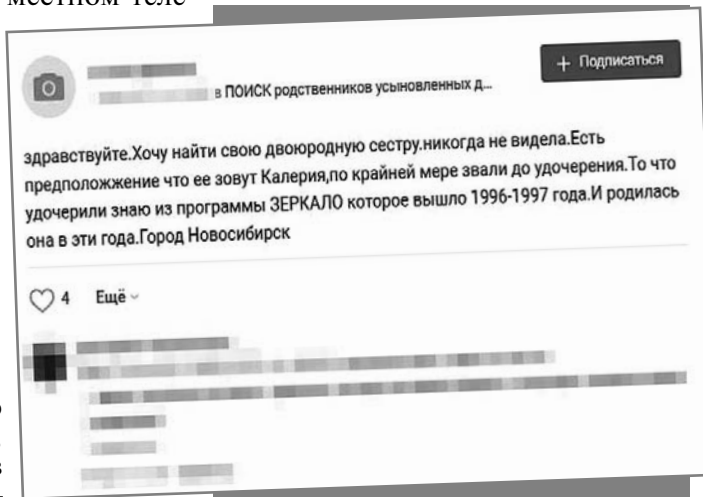 местном теле
+ Подписаться
в ПОИСК родственников усыновленных д...
здравствуйте.Хочу найти свою двоюродную сестру.никогда не видела.Есть
предположжение что ее зовут Калерия,по крайней мере звали до удочерения.То что
удочерили знаю из программы ЗЕРКАЛО которое вышло 1996-1997 года.И родилась
она в эти года.Город Новосибирск
4 Ещё